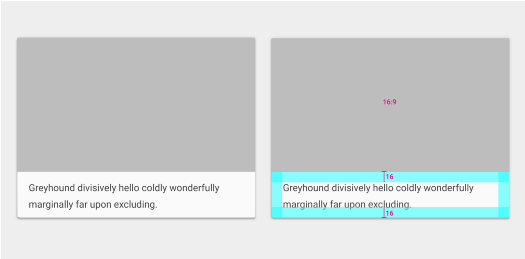 Greyhound divisively hello coldly wonderfully
marginally far upon excluding.
16:9
16
Greyhound divisively hello coldly wonderfully
marginally far upon excluding.
16